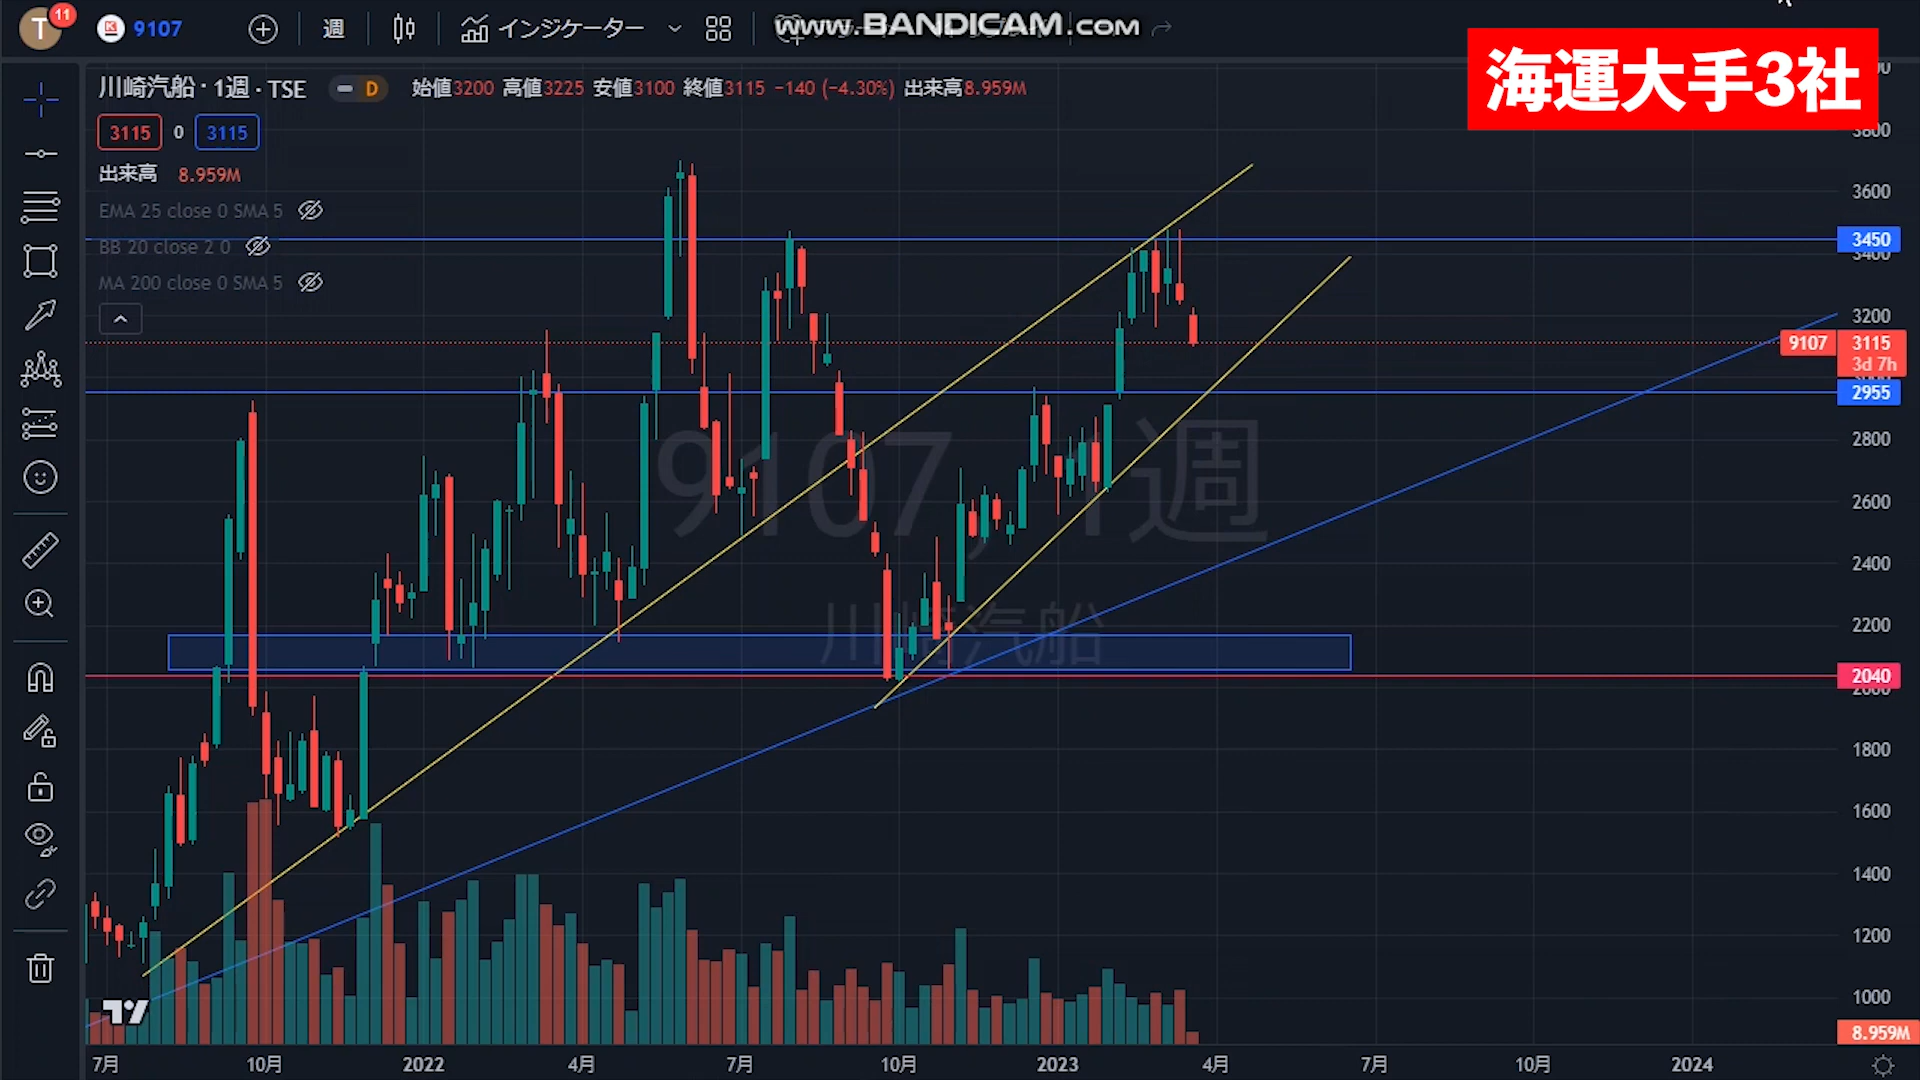 T 11 9107 週 インジケーター
www.BANDICAM.com
海運大手3社
川崎汽船 · 1週 · TSE D 始値3200 高値3225 安値3100 終値3115 −140 (−4.30%) 出来高8.959M
3115 0 3115
出来高 8.959M
EMA 25 close 0 SMA 5
BB 20 close 2 0
MA 200 close 0 SMA 5
9107, 1週
川崎汽船
3800
3600
3450
3400
3200
9107 3115
3d 7h
2955
2800
2600
2400
2200
2040
2000
1800
1600
1400
1200
1000
8.959M
7月 10月 2022 4月 7月 10月 2023 4月 7月 10月 2024